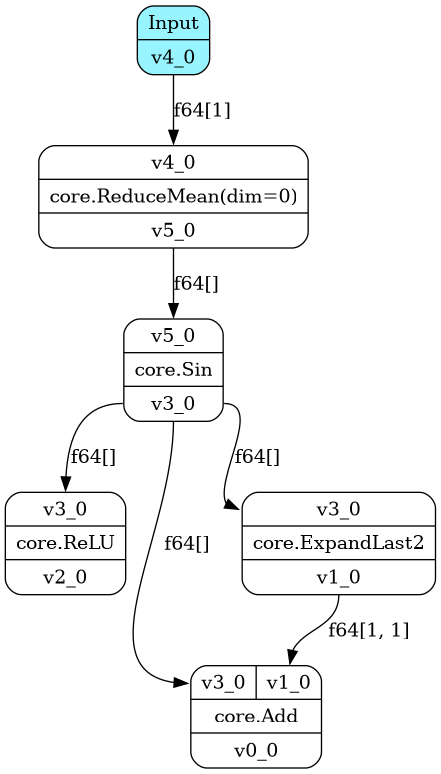 Input
v4_0
f64[1]
v4_0
core.ReduceMean(dim=0)
v5_0
f64[]
v5_0
core.Sin
v3_0
f64[]
f64[]
f64[]
v3_0
core.ReLU
v2_0
v3_0
core.ExpandLast2
v1_0
f64[1, 1]
v3_0 v1_0
core.Add
v0_0